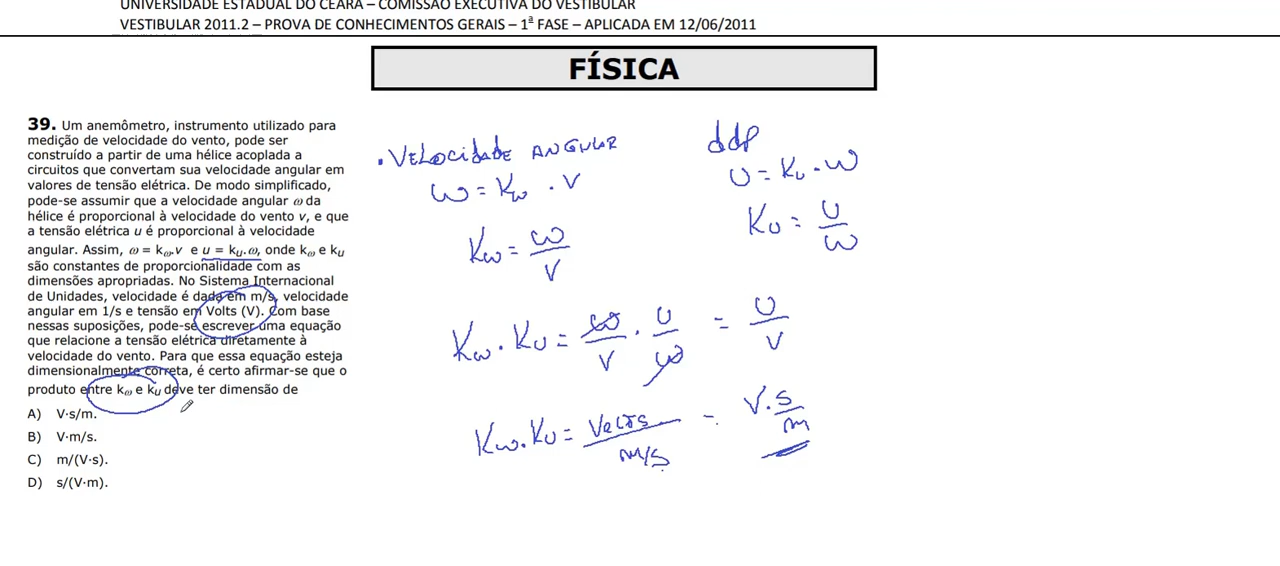 UNIVERSIDADE ESTADUAL DO CEARÁ – COMISSÃO EXECUTIVA DO VESTIBULAR
VESTIBULAR 2011.2 – PROVA DE CONHECIMENTOS GERAIS – 1ª FASE – APLICADA EM 12/06/2011
FÍSICA
39. Um anemômetro, instrumento utilizado para
medição de velocidade do vento, pode ser
construído a partir de uma hélice acoplada a
circuitos que convertam sua velocidade angular em
valores de tensão elétrica. De modo simplificado,
pode-se assumir que a velocidade angular ω da
hélice é proporcional à velocidade do vento v, e que
a tensão elétrica u é proporcional à velocidade
angular. Assim, ω = kω.v e u = kU.ω, onde kω e kU
são constantes de proporcionalidade com as
dimensões apropriadas. No Sistema Internacional
de Unidades, velocidade é dada em m/s, velocidade
angular em 1/s e tensão em Volts (V). Com base
nessas suposições, pode-se escrever uma equação
que relacione a tensão elétrica diretamente à
velocidade do vento. Para que essa equação esteja
dimensionalmente correta, é certo afirmar-se que o
produto entre kω e kU deve ter dimensão de
A) V·s/m.
B) V·m/s.
C) m/(V·s).
D) s/(V·m).
• VELOCIDADE ANGULAR
ω = Kω . V
Kω = ω/V
ddp
U = KU . ω
KU = U/ω
Kω . KU = ω/V . U/ω = U/V
Kω . KU = VOLTS/m/s = V.s/m